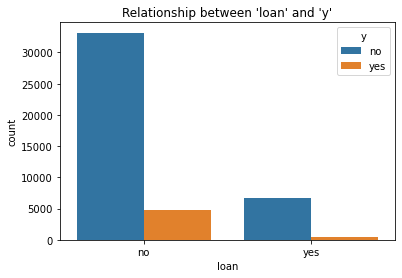 Relationship between 'loan' and 'y'
y
no
yes
30000
25000
20000
15000
10000
5000
0
count
no yes
loan